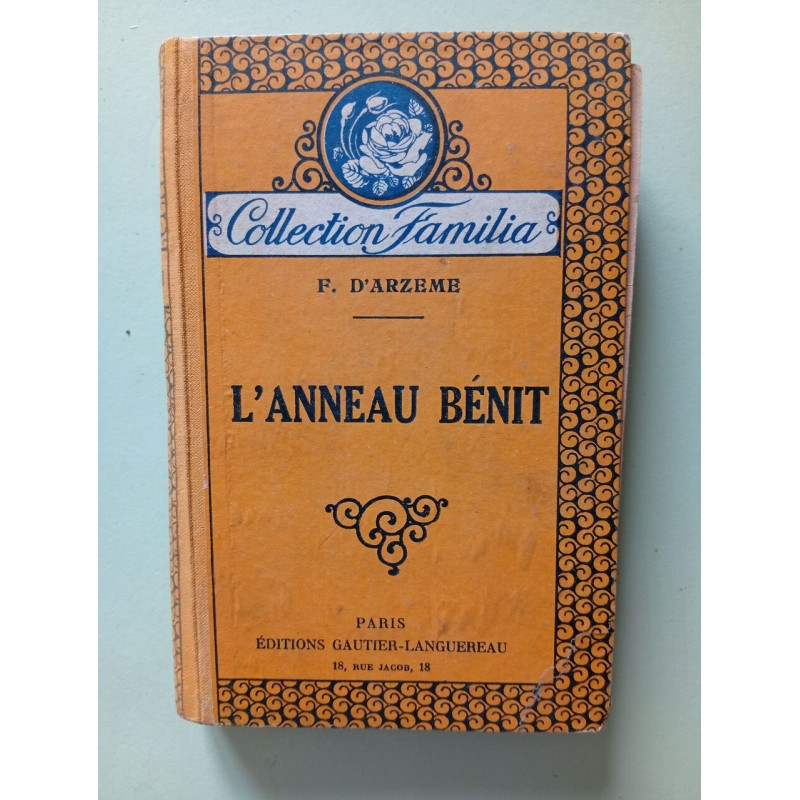 Collection Familia
F. D'ARZEME
L'ANNEAU BÉNIT
PARIS
ÉDITIONS GAUTIER-LANGUEREAU
18, RUE JACOB, 18